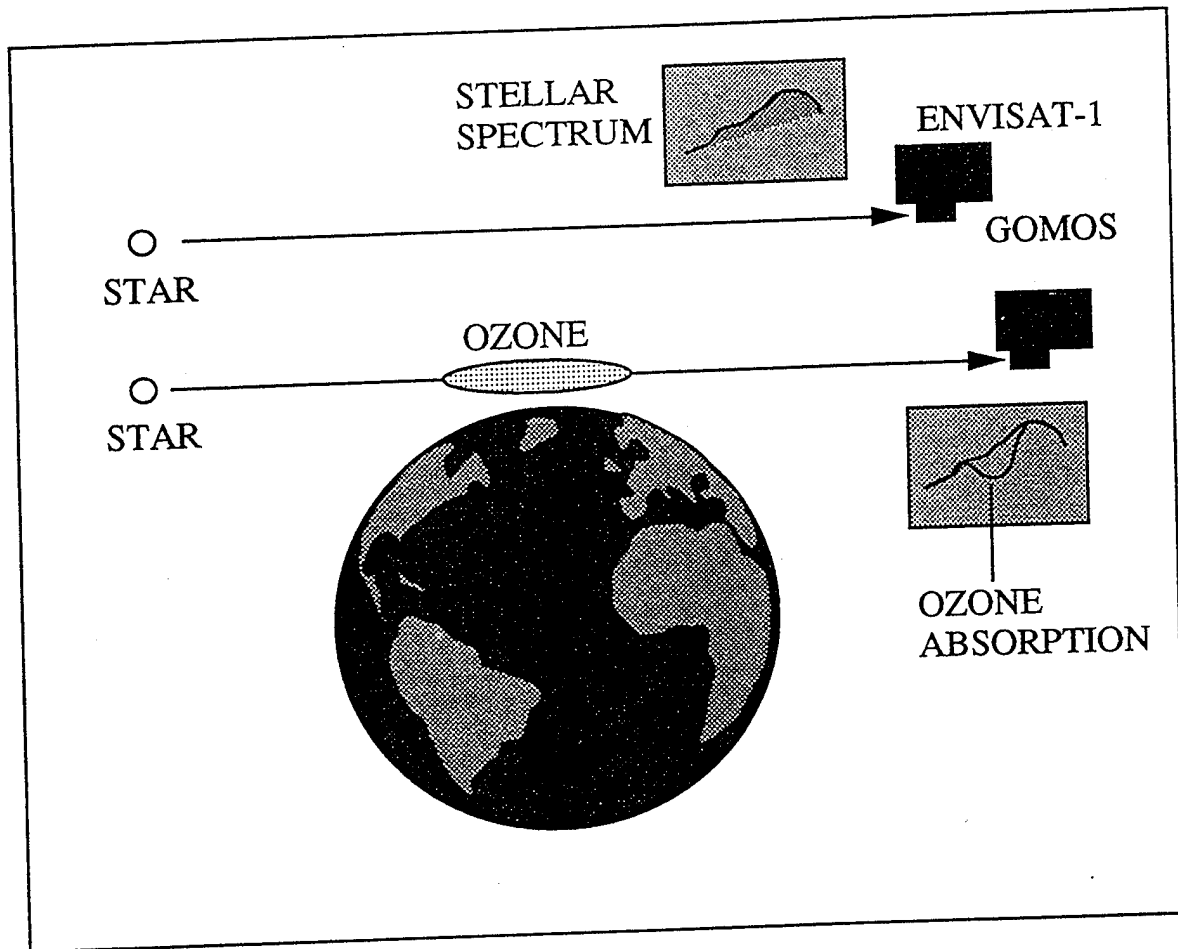 STELLAR
SPECTRUM
ENVISAT-1
GOMOS
STAR
OZONE
STAR
OZONE
ABSORPTION